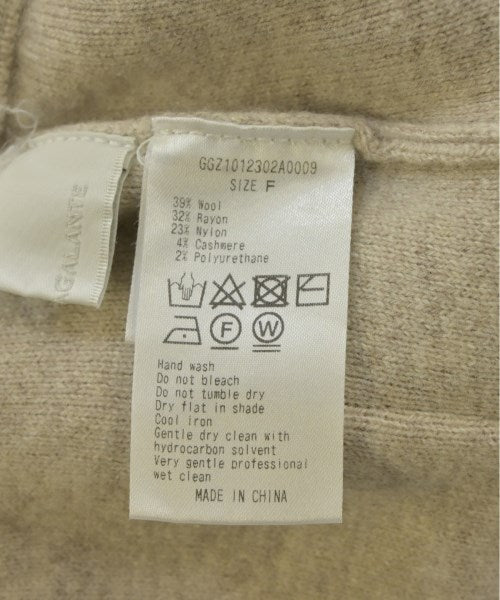 AGALANTE
GGZ1012302A0009
SIZE F
39% Wool
32% Rayon
23% Nylon
4% Cashmere
2% Polyurethane
F W
Hand wash
Do not bleach
Do not tumble dry
Dry flat in shade
Cool iron
Gentle dry clean with
hydrocarbon solvent
Very gentle professional
wet clean
MADE IN CHINA